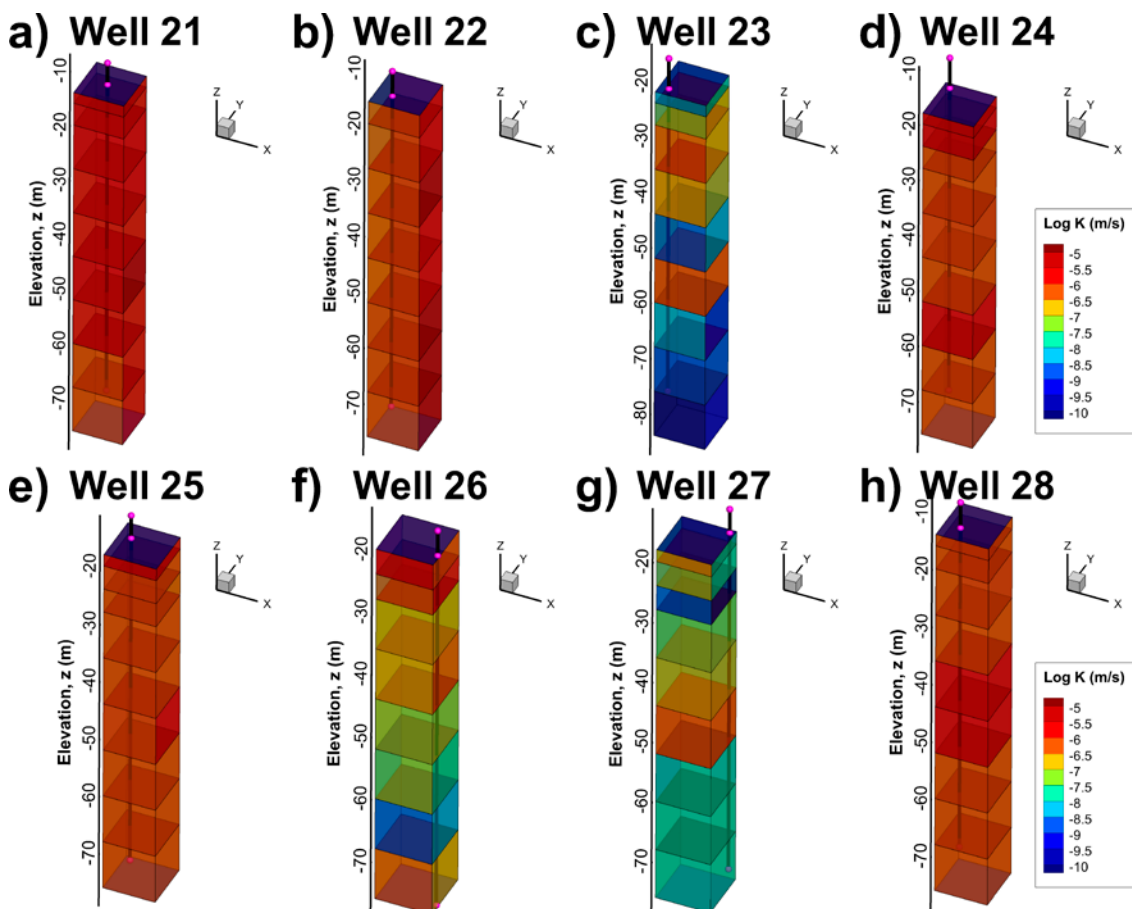 a) Well 21
b) Well 22
c) Well 23
d) Well 24
Elevation, z (m)
-10
-20
-30
-40
-50
-60
-70
Z
Y
X
Elevation, z (m)
-10
-20
-30
-40
-50
-60
-70
Z
Y
X
Elevation, z (m)
-20
-30
-40
-50
-60
-70
-80
Z
Y
X
Elevation, z (m)
-10
-20
-30
-40
-50
-60
-70
Z
Y
X
Log K (m/s)
-5
-5.5
-6
-6.5
-7
-7.5
-8
-8.5
-9
-9.5
-10
e) Well 25
f) Well 26
g) Well 27
h) Well 28
Elevation, z (m)
-20
-30
-40
-50
-60
-70
Z
Y
X
Elevation, z (m)
-20
-30
-40
-50
-60
-70
Z
Y
X
Elevation, z (m)
-20
-30
-40
-50
-60
-70
Z
Y
X
Elevation, z (m)
-10
-20
-30
-40
-50
-60
-70
Z
Y
X
Log K (m/s)
-5
-5.5
-6
-6.5
-7
-7.5
-8
-8.5
-9
-9.5
-10